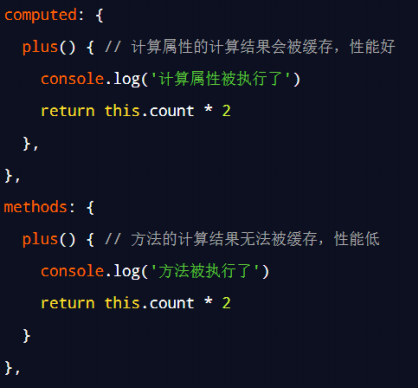 computed: {
  plus() { // 计算属性的计算结果会被缓存，性能好
    console.log('计算属性被执行了')
    return this.count * 2
  },
},
methods: {
  plus() { // 方法的计算结果无法被缓存，性能低
    console.log('方法被执行了')
    return this.count * 2
  }
},